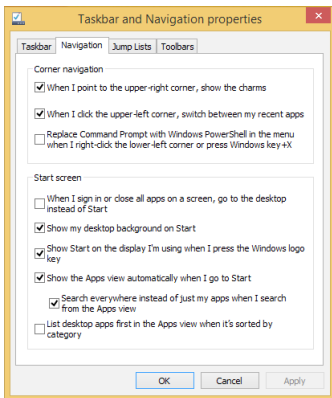 Taskbar and Navigation properties
Taskbar Navigation Jump Lists Toolbars
Corner navigation
When I point to the upper-right corner, show the charms
When I click the upper-left corner, switch between my recent apps
Replace Command Prompt with Windows PowerShell in the menu
when I right-click the lower-left corner or press Windows key+X
Start screen
When I sign in or close all apps on a screen, go to the desktop
instead of Start
Show my desktop background on Start
Show Start on the display I'm using when I press the Windows logo
key
Show the Apps view automatically when I go to Start
Search everywhere instead of just my apps when I search
from the Apps view
List desktop apps first in the Apps view when it's sorted by
category
OK Cancel Apply